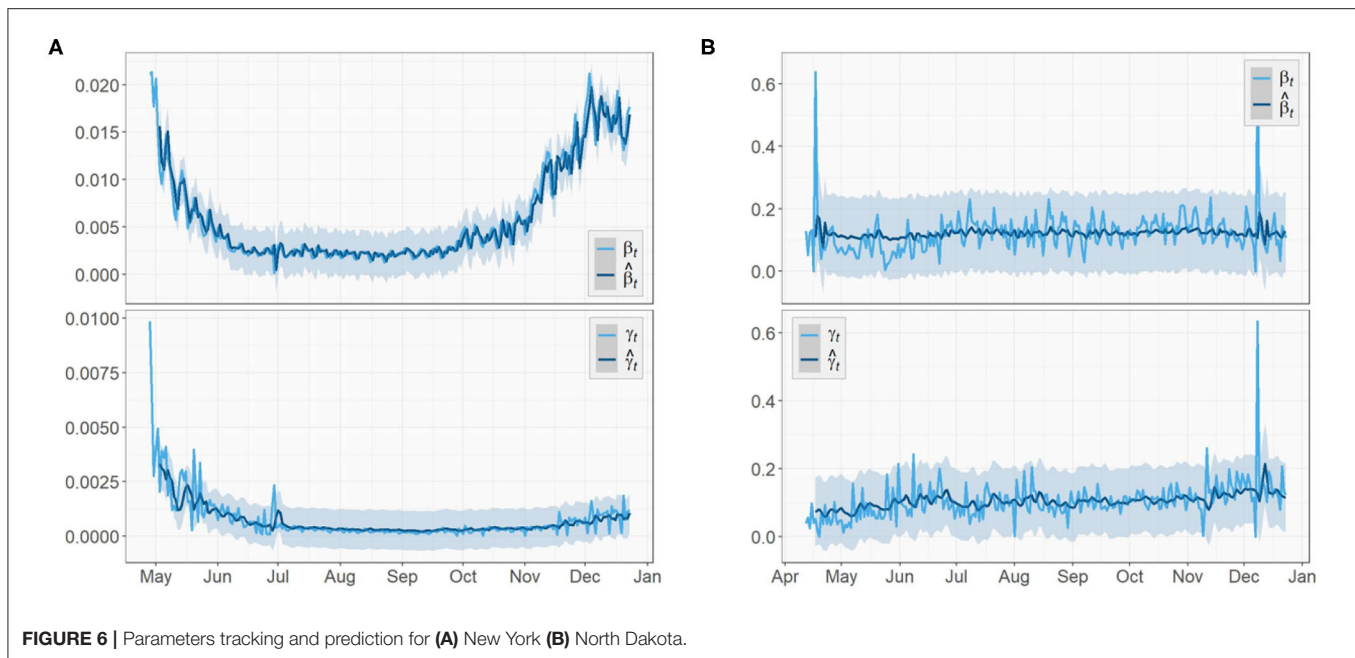 A
B
0.020
0.015
0.010
0.005
0.000
βt
β̂t
0.0100
0.0075
0.0050
0.0025
0.0000
γt
γ̂t
May Jun Jul Aug Sep Oct Nov Dec Jan
0.6
0.4
0.2
0.0
βt
β̂t
0.6
0.4
0.2
0.0
γt
γ̂t
Apr May Jun Jul Aug Sep Oct Nov Dec Jan
FIGURE 6 | Parameters tracking and prediction for (A) New York (B) North Dakota.